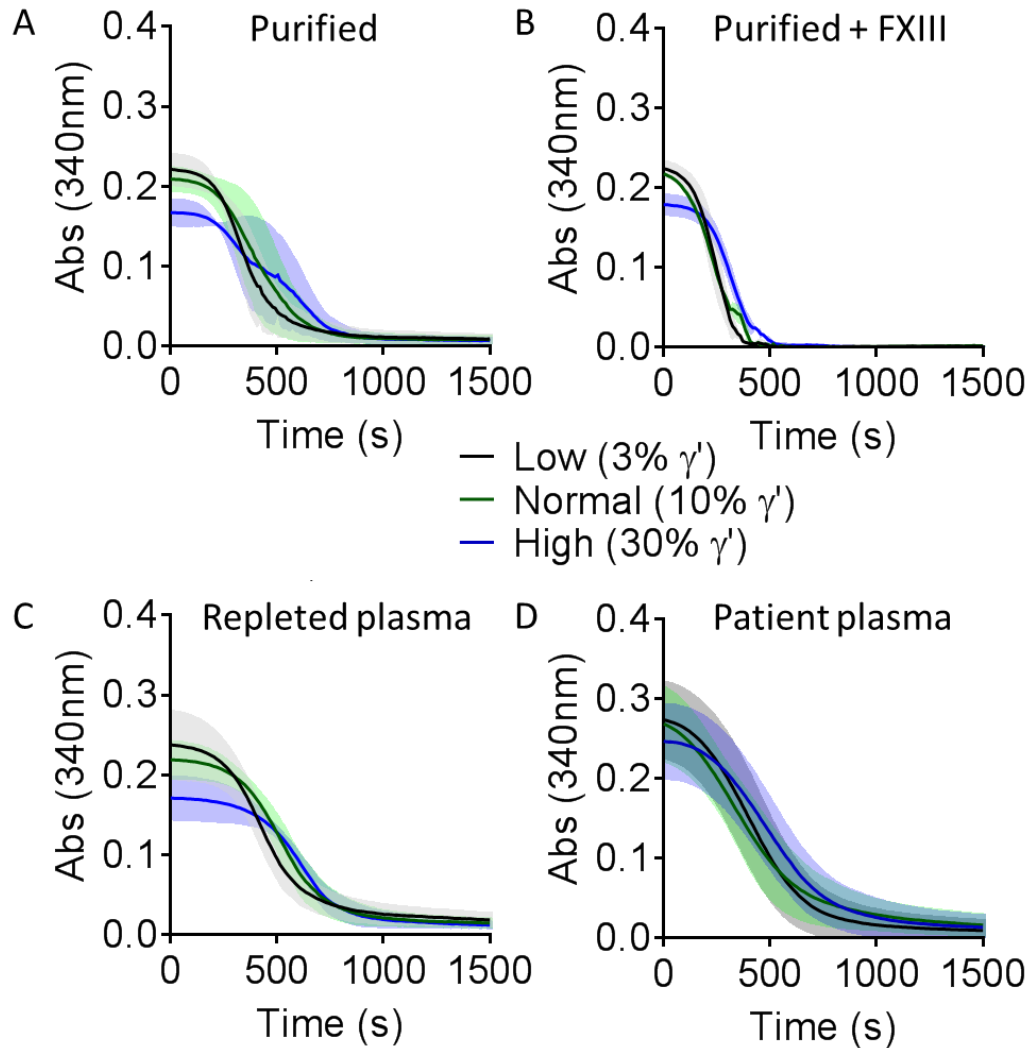 A
Purified
Abs (340nm)
0.4
0.3
0.2
0.1
0.0
0
500
1000
1500
Time (s)
B
Purified + FXIII
Abs (340nm)
0.4
0.3
0.2
0.1
0.0
0
500
1000
1500
Time (s)
Low (3% γ')
Normal (10% γ')
High (30% γ')
C
Repleted plasma
Abs (340nm)
0.4
0.3
0.2
0.1
0.0
0
500
1000
1500
Time (s)
D
Patient plasma
Abs (340nm)
0.4
0.3
0.2
0.1
0.0
0
500
1000
1500
Time (s)